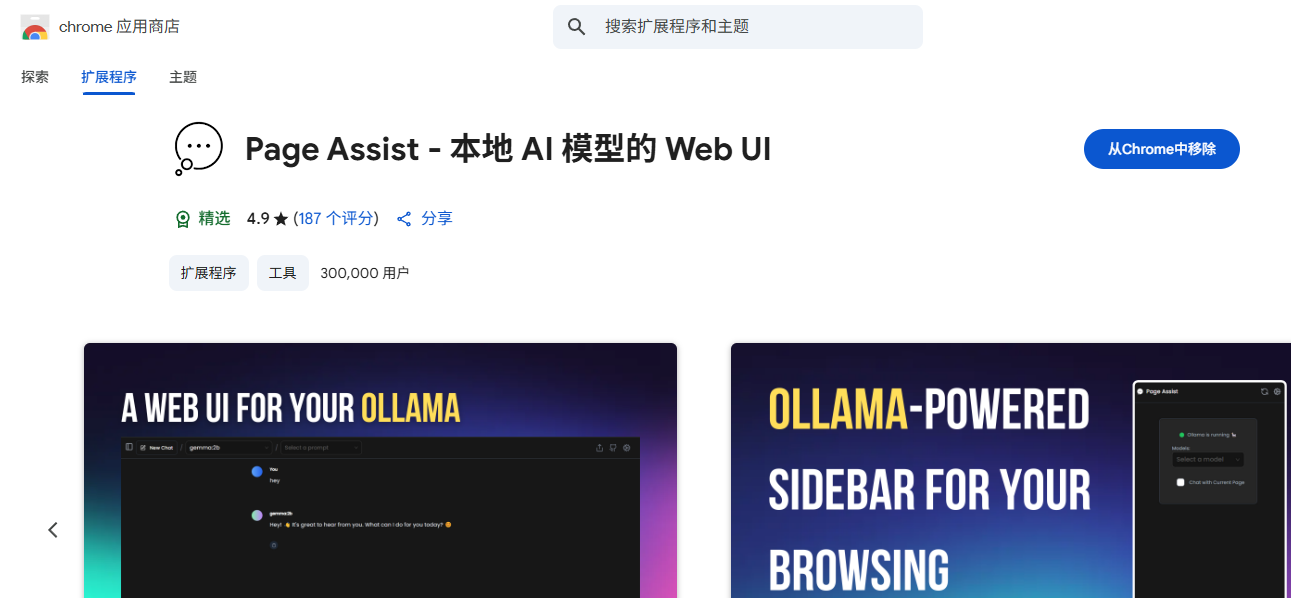 chrome 应用商店
搜索扩展程序和主题
探索 扩展程序 主题
Page Assist - 本地 AI 模型的 Web UI
从Chrome中移除
精选 4.9 ★ (187 个评分) 分享
扩展程序 工具 300,000 用户
A WEB UI FOR YOUR OLLAMA
New Chat / gemma:2b / Select a prompt
You
hey
gemma:2b
Hey! 👋 It's great to hear from you. What can I do for you today? 😊
OLLAMA-POWERED
SIDEBAR FOR YOUR
BROWSING
Page Assist
Ollama is running 🦙
Models
Select a model
Chat with Current Page